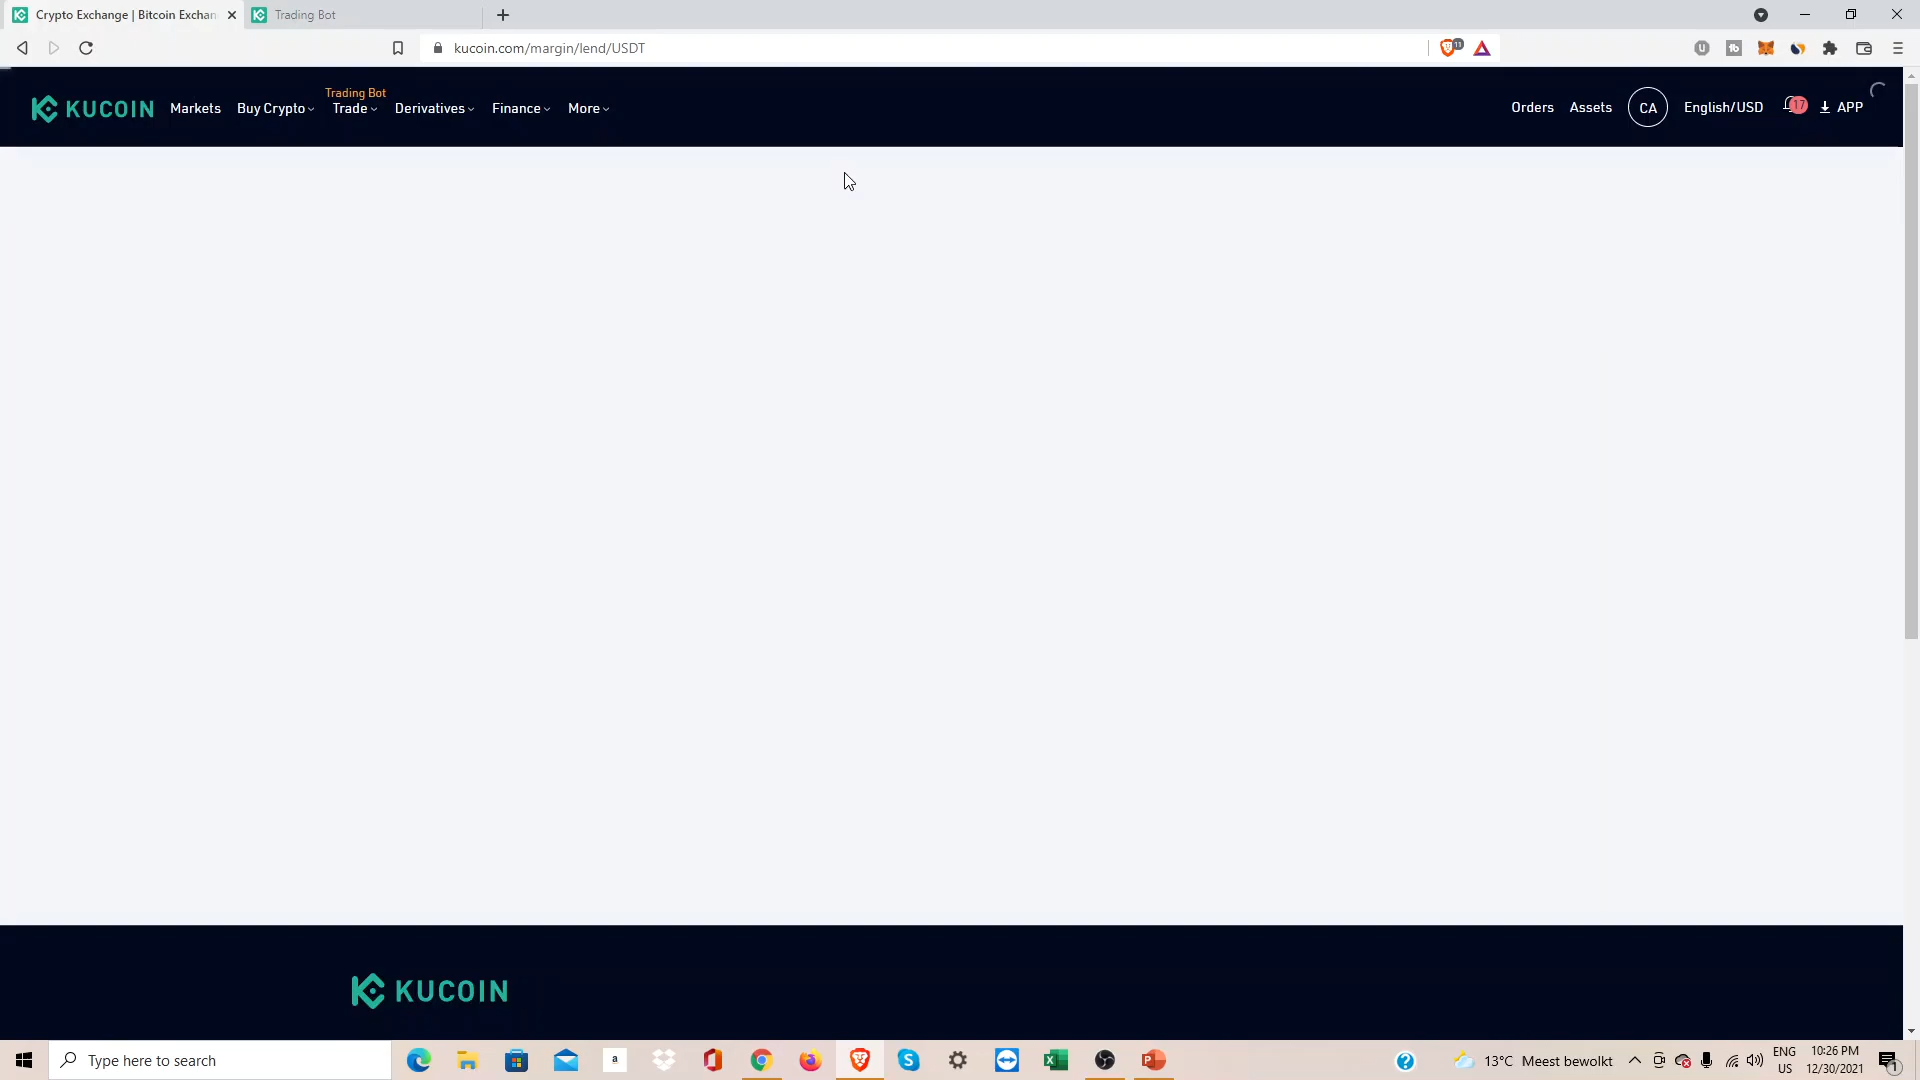 Crypto Exchange | Bitcoin Exchan
Trading Bot
kucoin.com/margin/lend/USDT
11
KUCOIN
Markets
Buy Crypto
Trading Bot
Trade
Derivatives
Finance
More
Orders
Assets
CA
English/USD
17
APP
KUCOIN
Type here to search
a
13°C Meest bewolkt
ENG
US
10:26 PM
12/30/2021
1